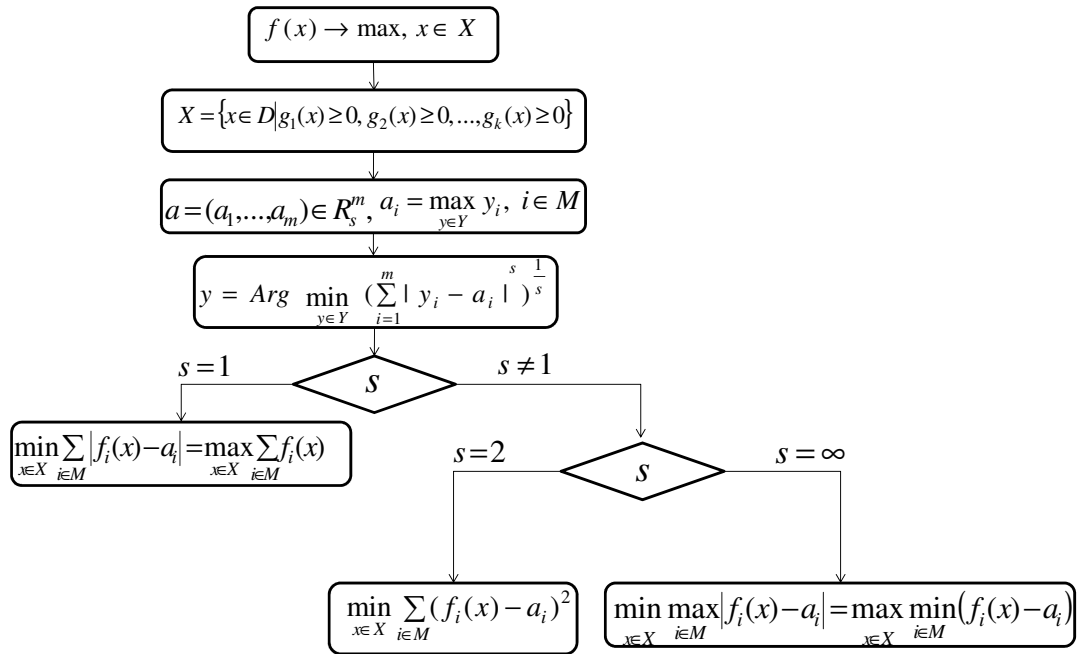 f(x) → max, x ∈ X
X = {x ∈ D|g₁(x) ≥ 0, g₂(x) ≥ 0, ..., gₖ(x) ≥ 0}
a = (a₁,...,aₘ) ∈ Rₛᵐ, aᵢ = max_{y∈Y} yᵢ, i ∈ M
y = Arg min_{y∈Y} (∑_{i=1}^{m} | yᵢ − aᵢ |^s)^{1/s}
s = 1
s
s ≠ 1
min_{x∈X} ∑_{i∈M} |fᵢ(x) − aᵢ| = max_{x∈X} ∑_{i∈M} fᵢ(x)
s = 2
s
s = ∞
min_{x∈X} ∑_{i∈M} (fᵢ(x) − aᵢ)²
min_{x∈X} max_{i∈M} |fᵢ(x) − aᵢ| = max_{x∈X} min_{i∈M} (fᵢ(x) − aᵢ)